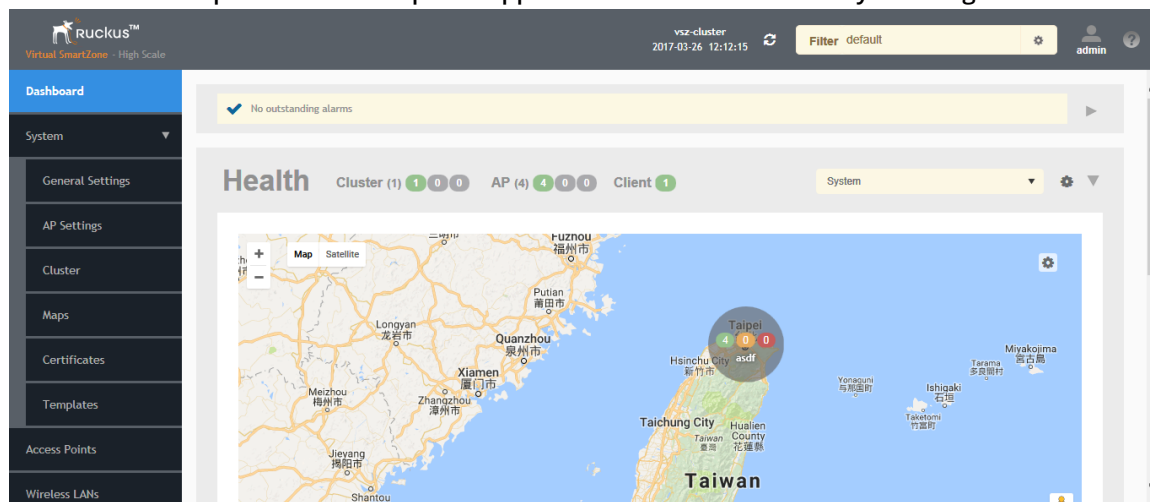 Ruckus™
Virtual SmartZone - High Scale
vsz-cluster
2017-03-26 12:12:15
Filter default
admin
?
Dashboard
No outstanding alarms
System
General Settings
AP Settings
Cluster
Maps
Certificates
Templates
Access Points
Wireless LANs
Health
Cluster (1) 1 0 0
AP (4) 4 0 0
Client 1
System
+
−
Map Satellite
Fuzhou
福州市
Putian
莆田市
Longyan
龙岩市
Quanzhou
泉州市
Taipei
4 0 0
asdf
Hsinchu City
新竹市
Miyakojima
宮古島
Tarama
多良間村
Xiamen
厦门市
Yonaguni
与那国町
Ishigaki
石垣
Meizhou
梅州市
Zhangzhou
漳州市
Taketomi
竹富町
Taichung City
Hualien
County
花蓮縣
Taiwan
臺灣
Jieyang
揭阳市
Taiwan
Shantou